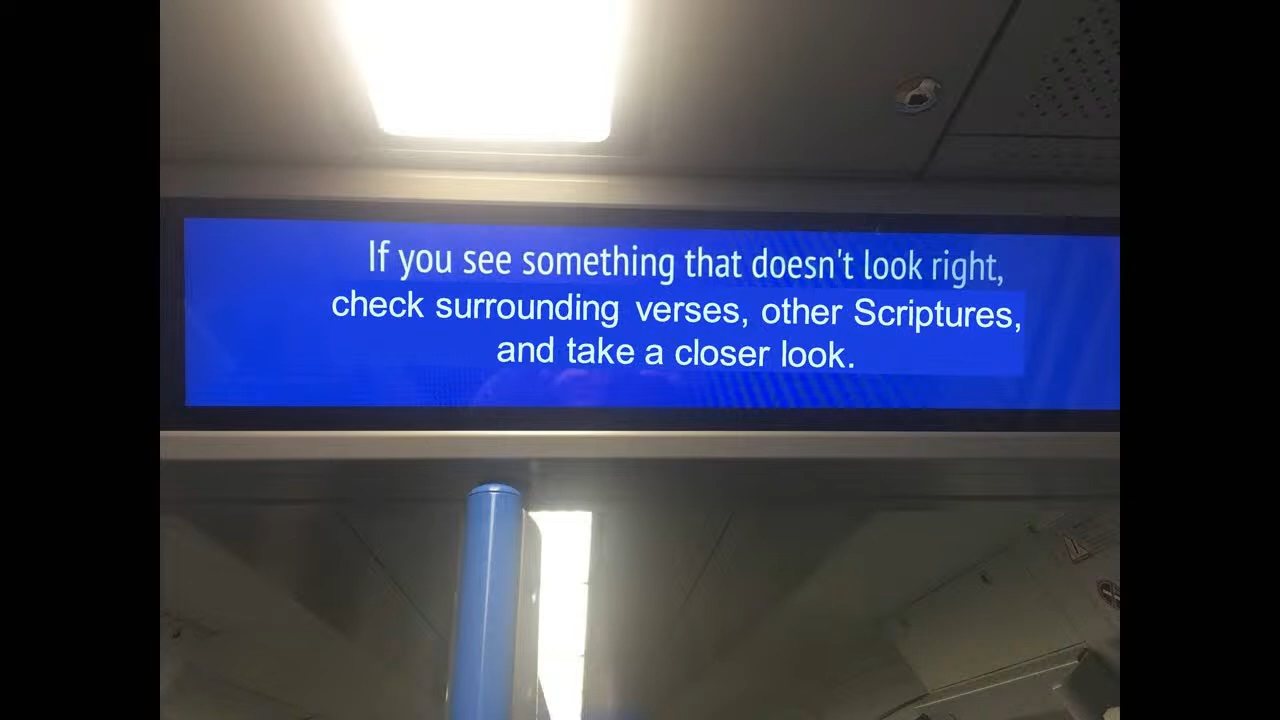 If you see something that doesn't look right,
check surrounding verses, other Scriptures,
and take a closer look.